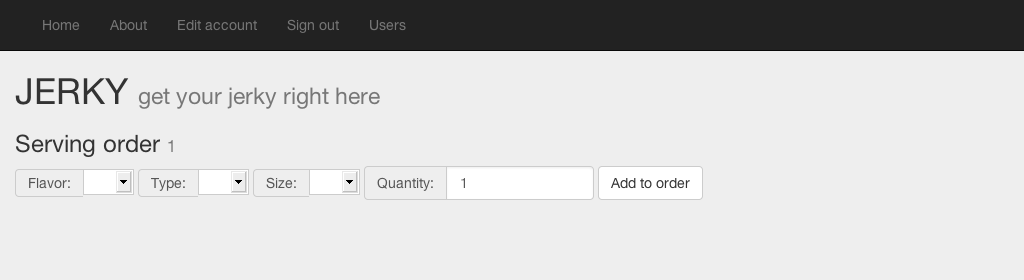 Home About Edit account Sign out Users
JERKY get your jerky right here
Serving order 1
Flavor: Type: Size: Quantity: 1 Add to order